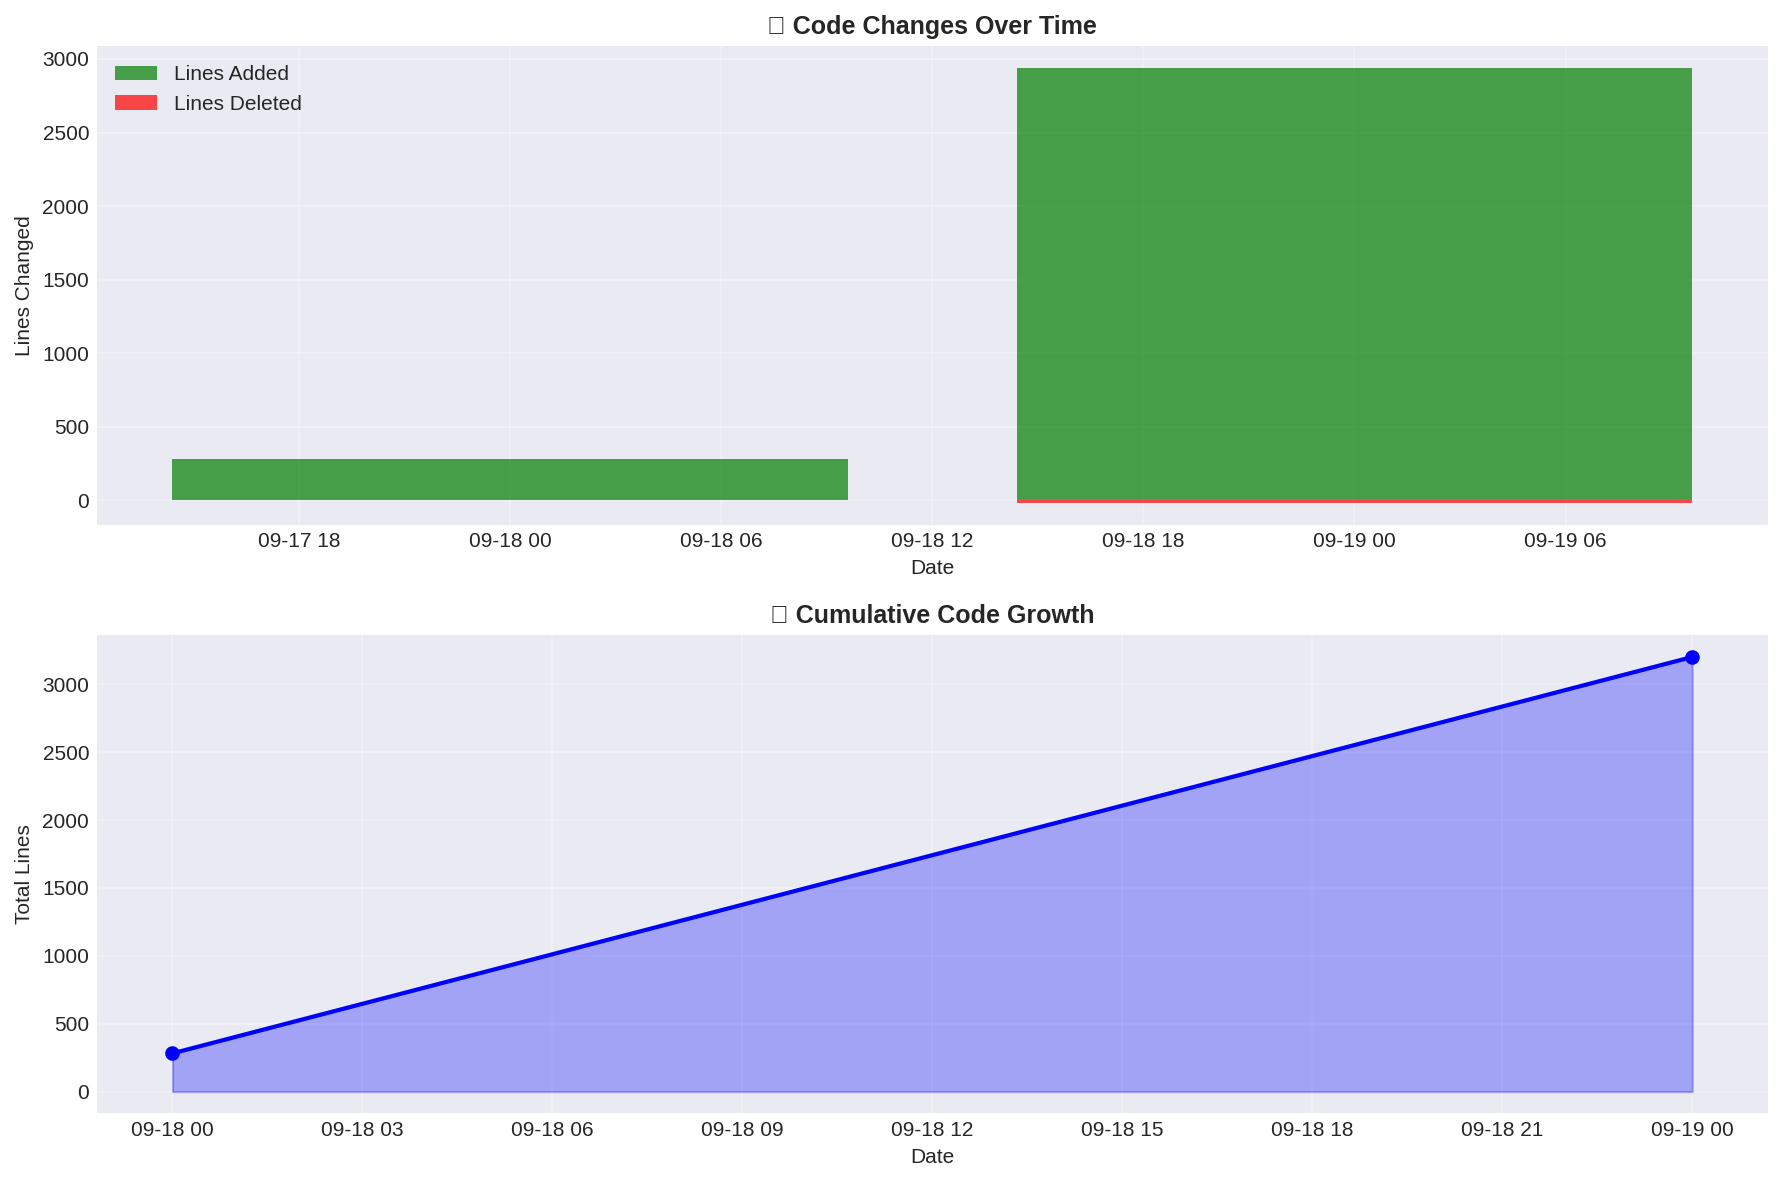 Code Changes Over Time
Lines Added
Lines Deleted
Lines Changed
3000
2500
2000
1500
1000
500
0
09-17 18 09-18 00 09-18 06 09-18 12 09-18 18 09-19 00 09-19 06
Date
Cumulative Code Growth
Total Lines
3000
2500
2000
1500
1000
500
0
09-18 00 09-18 03 09-18 06 09-18 09 09-18 12 09-18 15 09-18 18 09-18 21 09-19 00
Date